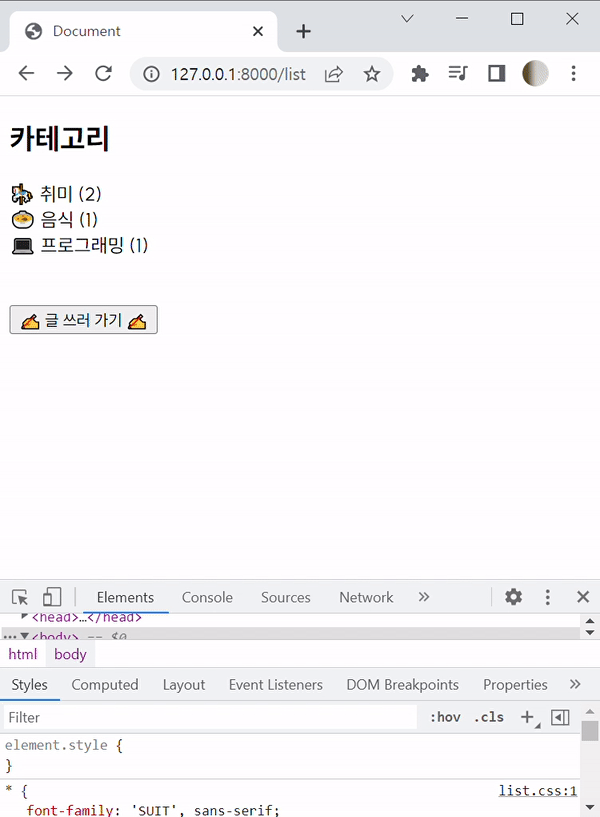 Document
127.0.0.1:8000/list
카테고리
🎠 취미 (2)
🍲 음식 (1)
💻 프로그래밍 (1)
✍ 글 쓰러 가기 ✍
Elements Console Sources Network »
<head>…</head>
<body> == $0
html body
Styles Computed Layout Event Listeners DOM Breakpoints Properties »
Filter :hov .cls
element.style {
}
* { list.css:1
font-family: 'SUIT', sans-serif;